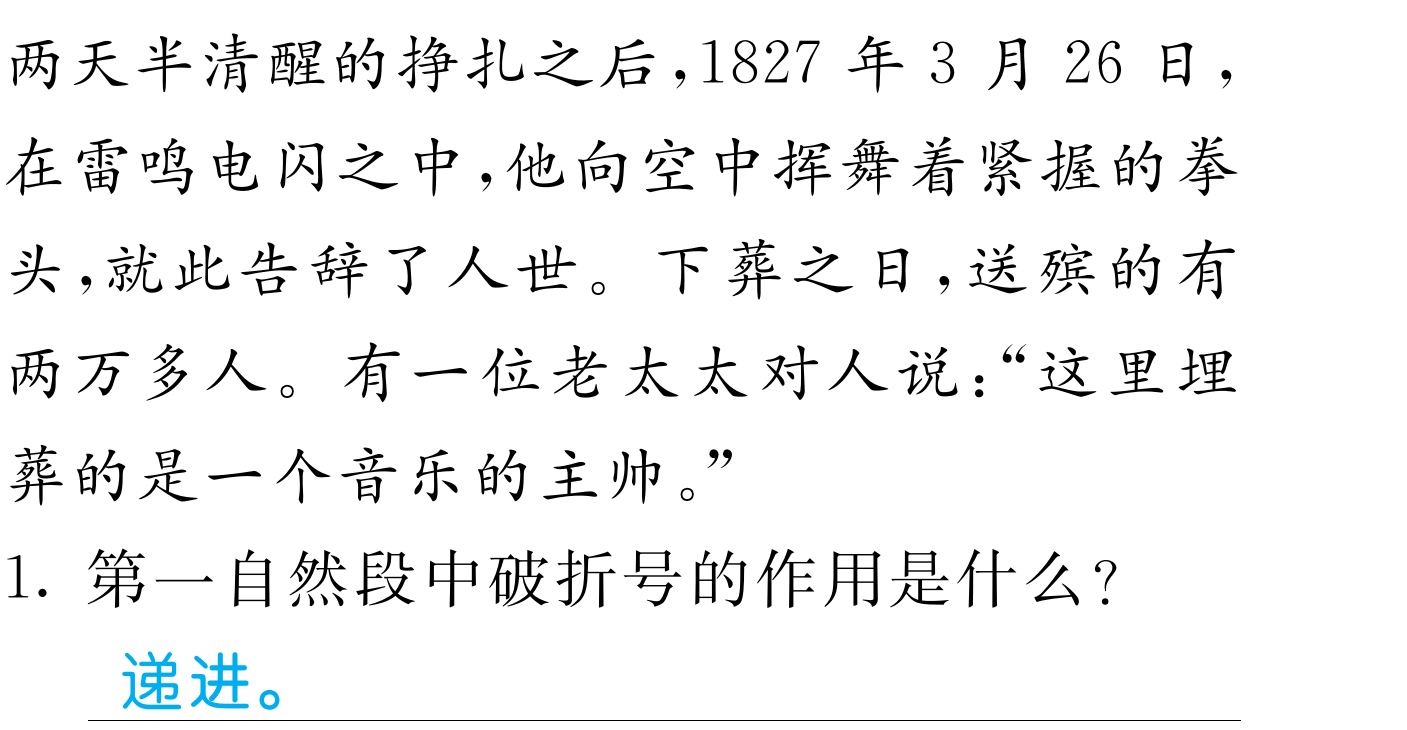 两天半清醒的挣扎之后,1827 年 3 月 26 日,
在雷鸣电闪之中,他向空中挥舞着紧握的拳
头,就此告辞了人世。下葬之日,送殡的有
两万多人。有一位老太太对人说:“这里埋
葬的是一个音乐的主帅。”
1. 第一自然段中破折号的作用是什么?
递进。